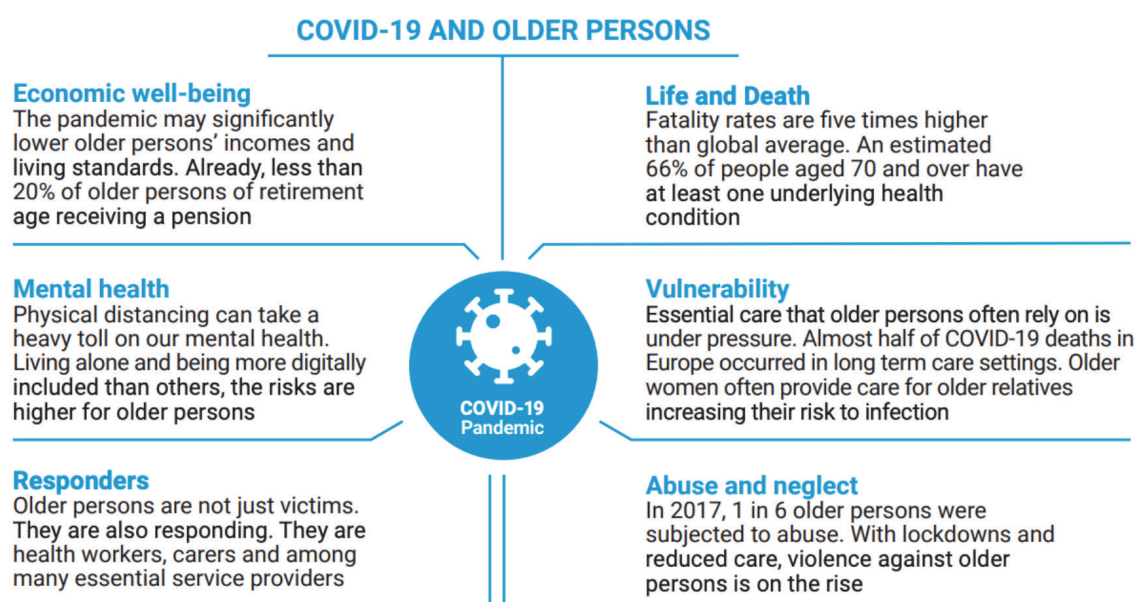 COVID-19 AND OLDER PERSONS
Economic well-being
The pandemic may significantly
lower older persons’ incomes and
living standards. Already, less than
20% of older persons of retirement
age receiving a pension
Life and Death
Fatality rates are five times higher
than global average. An estimated
66% of people aged 70 and over have
at least one underlying health
condition
Mental health
Physical distancing can take a
heavy toll on our mental health.
Living alone and being more digitally
included than others, the risks are
higher for older persons
COVID-19
Pandemic
Vulnerability
Essential care that older persons often rely on is
under pressure. Almost half of COVID-19 deaths in
Europe occurred in long term care settings. Older
women often provide care for older relatives
increasing their risk to infection
Responders
Older persons are not just victims.
They are also responding. They are
health workers, carers and among
many essential service providers
Abuse and neglect
In 2017, 1 in 6 older persons were
subjected to abuse. With lockdowns and
reduced care, violence against older
persons is on the rise